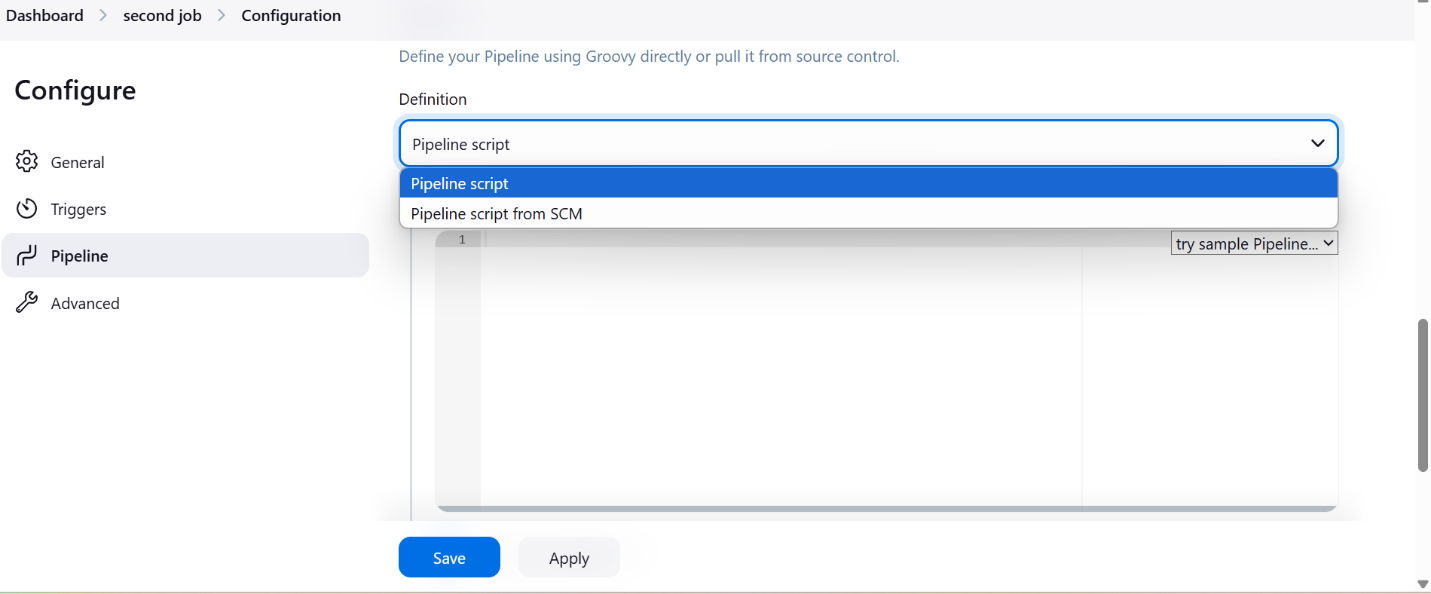 Dashboard > second job > Configuration
Define your Pipeline using Groovy directly or pull it from source control.
Configure
Definition
Pipeline script
General
Pipeline script
Triggers
Pipeline script from SCM
1
try sample Pipeline...
Pipeline
Advanced
Save
Apply